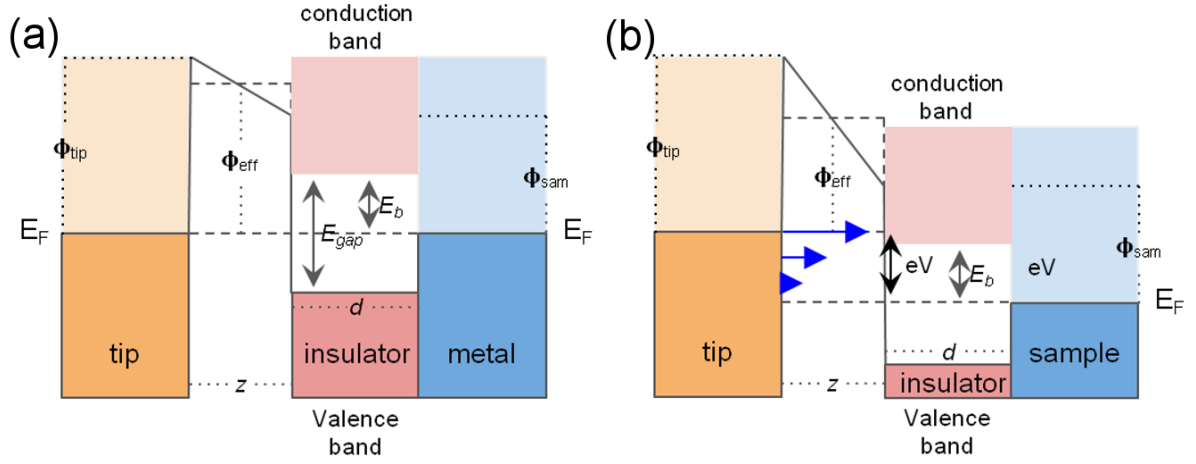 (a)
conduction
band
Φtip
Φeff
Eb
Φsam
EF
Egap
EF
d
tip
insulator
metal
z
Valence
band
(b)
conduction
band
Φtip
Φeff
Φsam
EF
eV
Eb
eV
EF
d
tip
insulator
sample
z
Valence
band